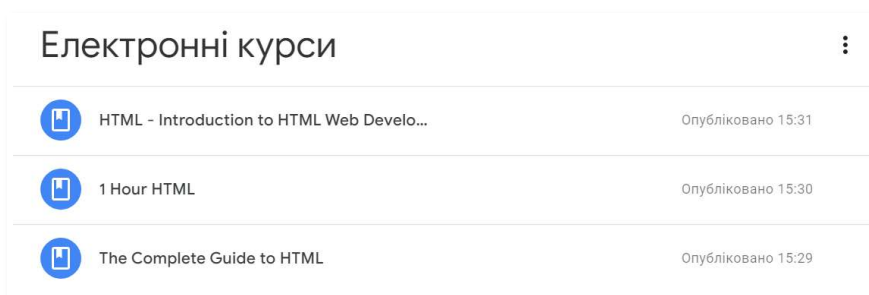 Електронні курси
HTML - Introduction to HTML Web Develo...
Опубліковано 15:31
1 Hour HTML
Опубліковано 15:30
The Complete Guide to HTML
Опубліковано 15:29